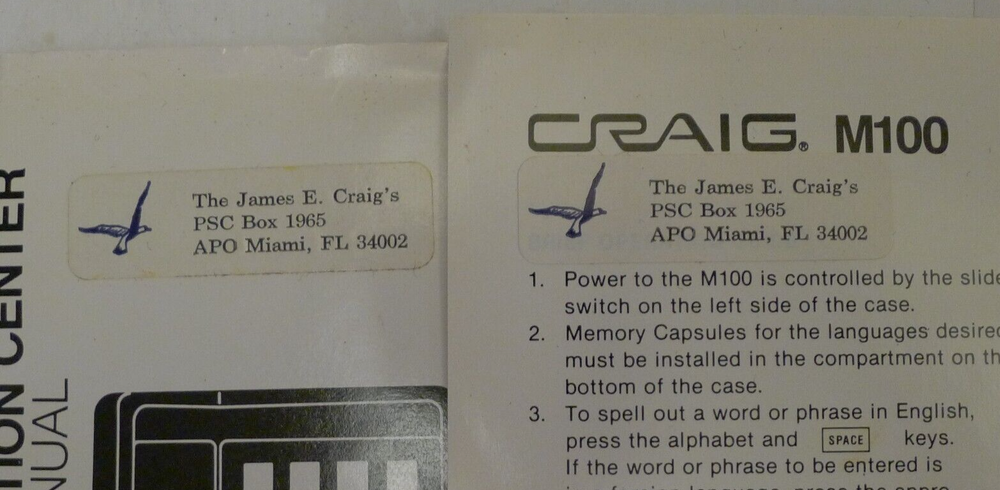 TION CENTER
NUAL
The James E. Craig's
PSC Box 1965
APO Miami, FL 34002
CRAIG® M100
The James E. Craig's
PSC Box 1965
APO Miami, FL 34002
1. Power to the M100 is controlled by the slide
switch on the left side of the case.
2. Memory Capsules for the languages desired
must be installed in the compartment on th
bottom of the case.
3. To spell out a word or phrase in English,
press the alphabet and SPACE keys.
If the word or phrase to be entered is